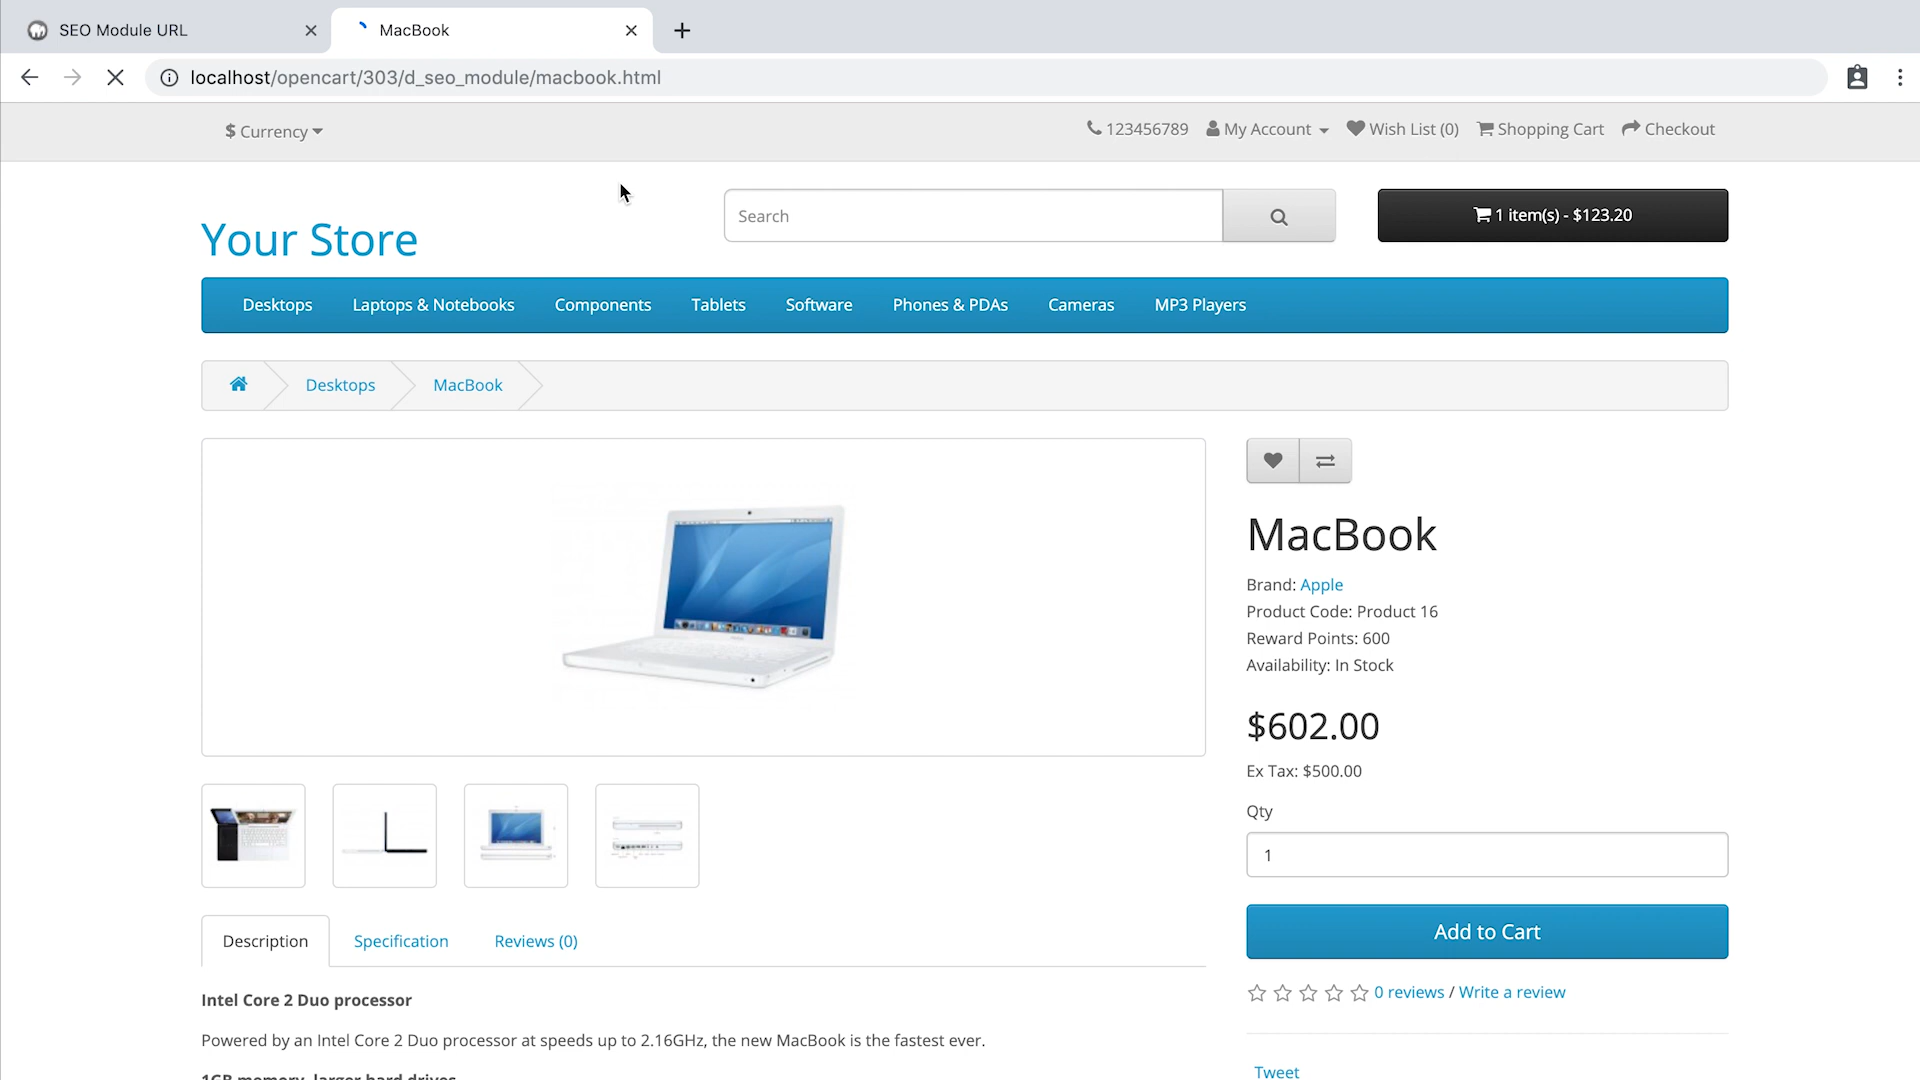 SEO Module URL
MacBook
localhost/opencart/303/d_seo_module/macbook.html
$ Currency
123456789 My Account Wish List (0) Shopping Cart Checkout
Your Store
Search
1 item(s) - $123.20
Desktops Laptops & Notebooks Components Tablets Software Phones & PDAs Cameras MP3 Players
Desktops MacBook
MacBook
Brand: Apple
Product Code: Product 16
Reward Points: 600
Availability: In Stock
$602.00
Ex Tax: $500.00
Qty
1
Add to Cart
0 reviews / Write a review
Tweet
Description Specification Reviews (0)
Intel Core 2 Duo processor
Powered by an Intel Core 2 Duo processor at speeds up to 2.16GHz, the new MacBook is the fastest ever.
1GB memory, larger hard drives